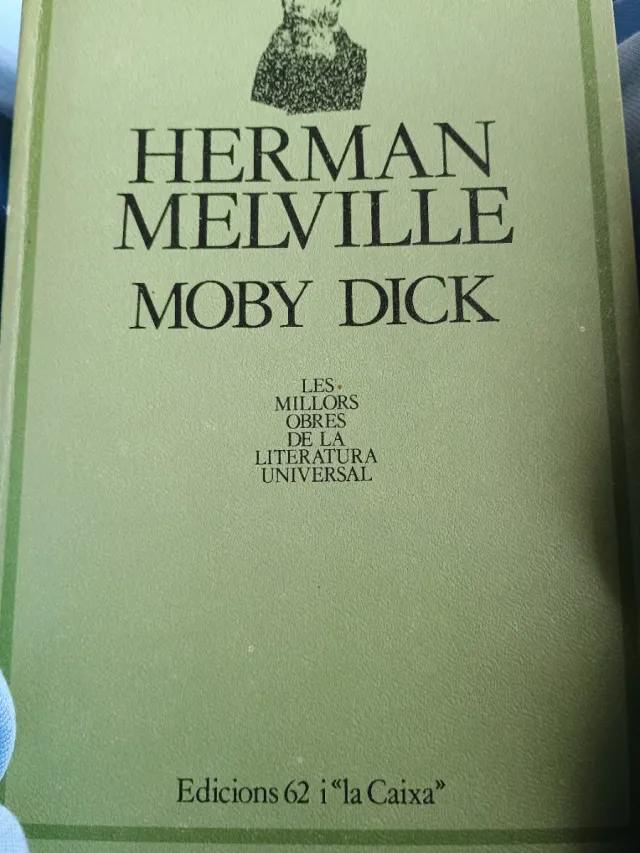 HERMAN
MELVILLE
MOBY DICK
LES
MILLORS
OBRES
DE LA
LITERATURA
UNIVERSAL
Edicions 62 i «la Caixa»